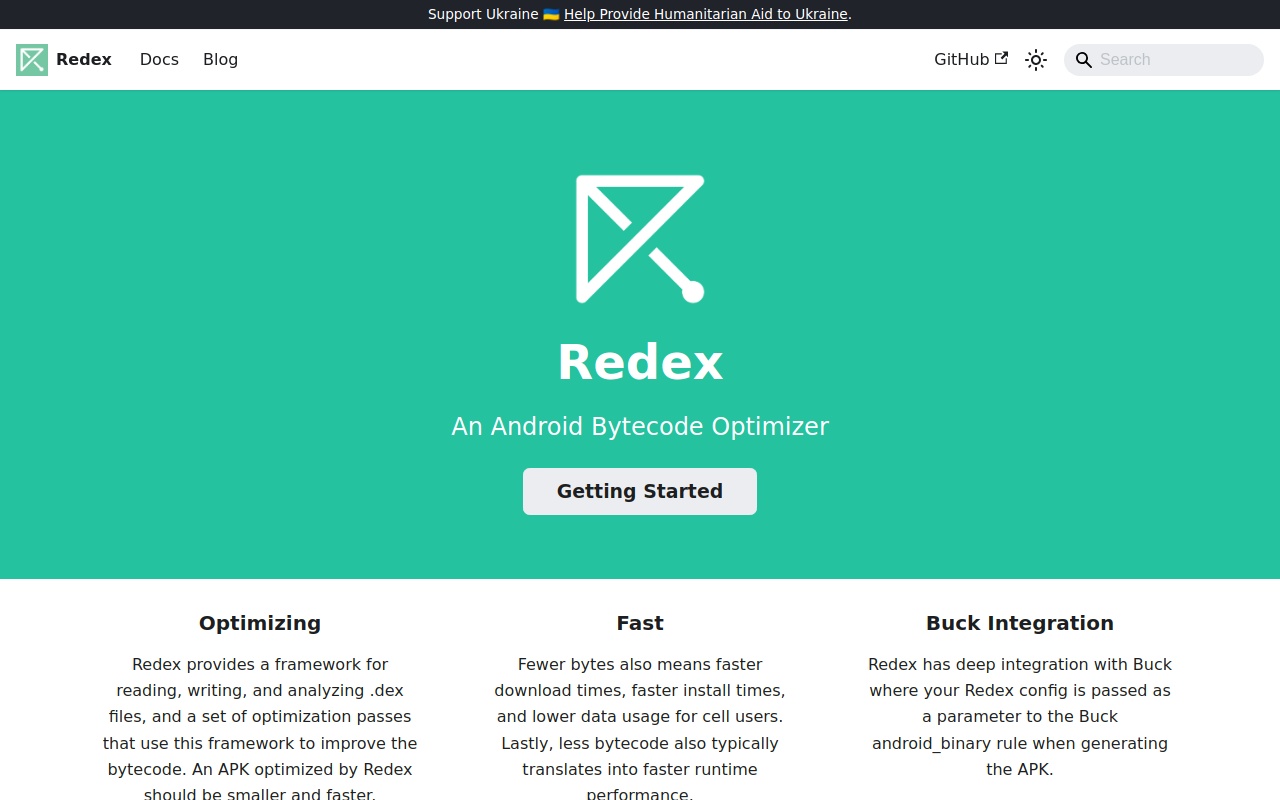 Support Ukraine 🇺🇦 Help Provide Humanitarian Aid to Ukraine.
Redex
Docs
Blog
GitHub
Search
Redex
An Android Bytecode Optimizer
Getting Started
Optimizing
Redex provides a framework for
reading, writing, and analyzing .dex
files, and a set of optimization passes
that use this framework to improve the
bytecode. An APK optimized by Redex
should be smaller and faster.
Fast
Fewer bytes also means faster
download times, faster install times,
and lower data usage for cell users.
Lastly, less bytecode also typically
translates into faster runtime
performance.
Buck Integration
Redex has deep integration with Buck
where your Redex config is passed as
a parameter to the Buck
android_binary rule when generating
the APK.